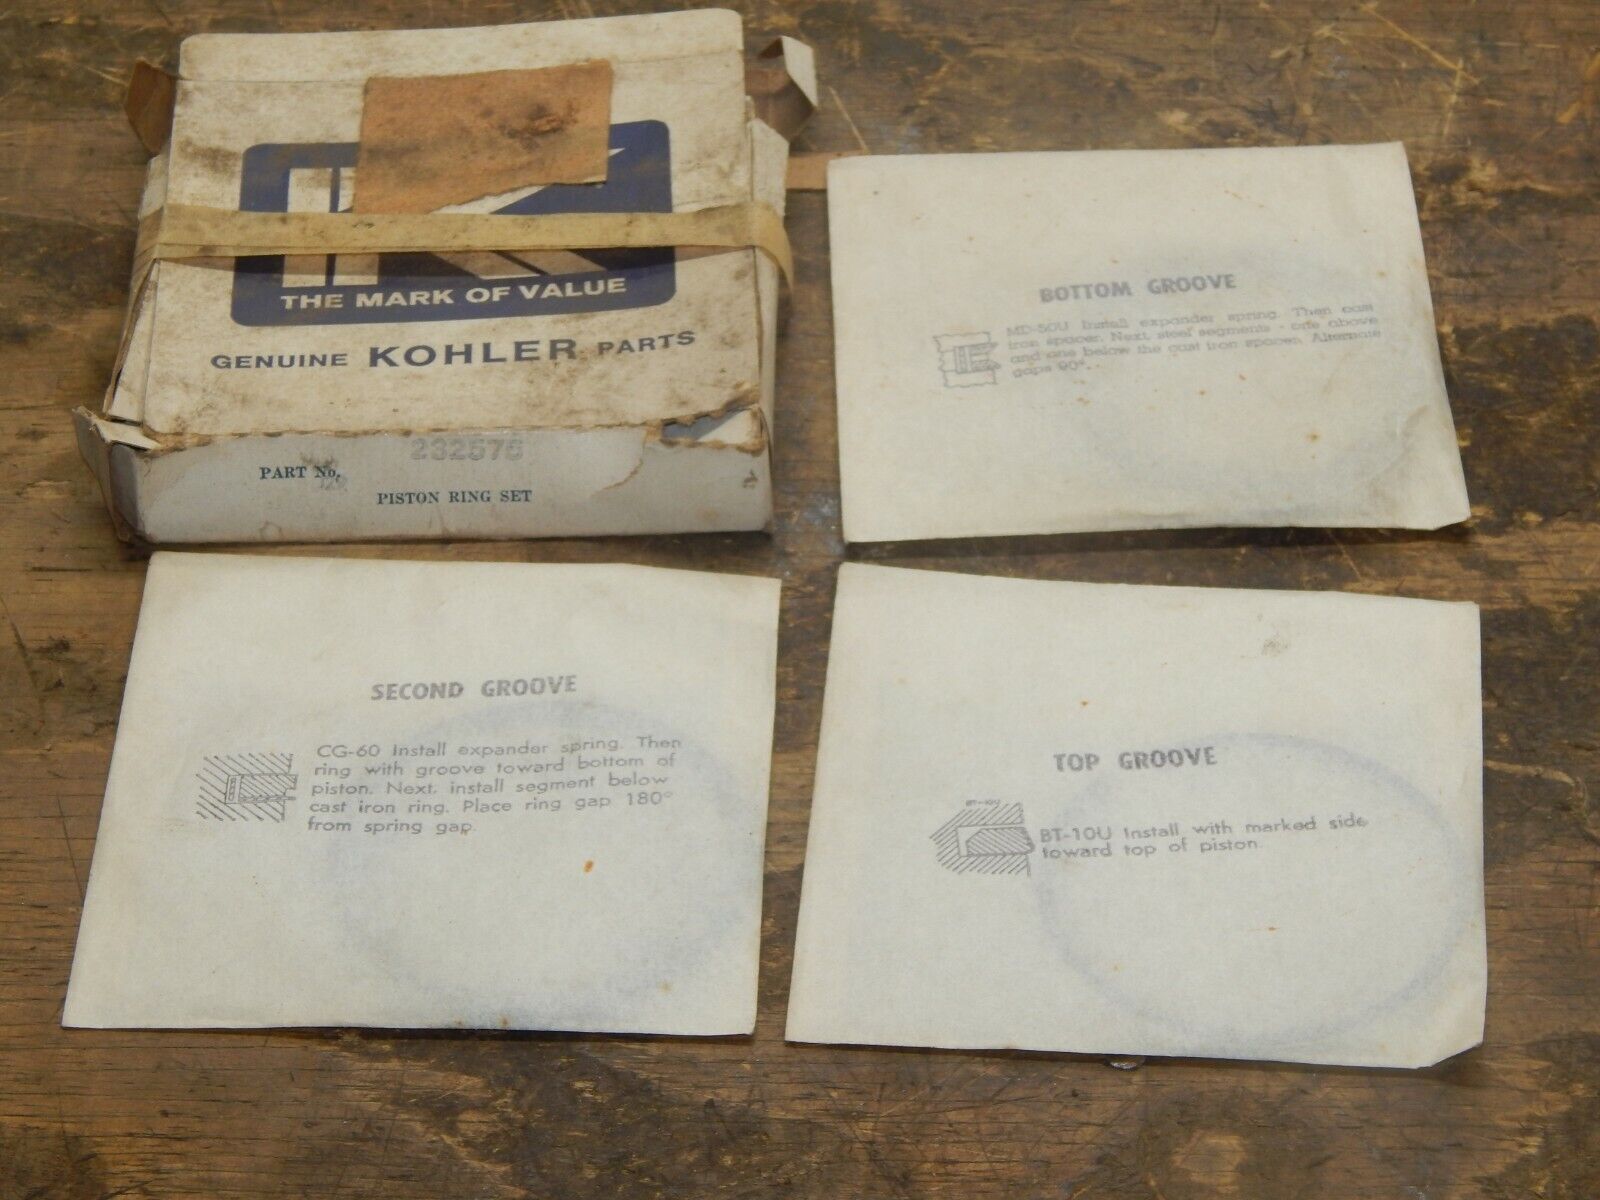 THE MARK OF VALUE
GENUINE KOHLER PARTS
232575
PART No.
PISTON RING SET
BOTTOM GROOVE
MD-50U Install expander spring. Then cast
iron spacer. Next, steel segments - one above
and one below the cast iron spacer. Alternate
gaps 90°.
SECOND GROOVE
CG-60 Install expander spring. Then
ring with groove toward bottom of
piston. Next, install segment below
cast iron ring. Place ring gap 180°
from spring gap.
TOP GROOVE
BT-10U Install with marked side
toward top of piston.